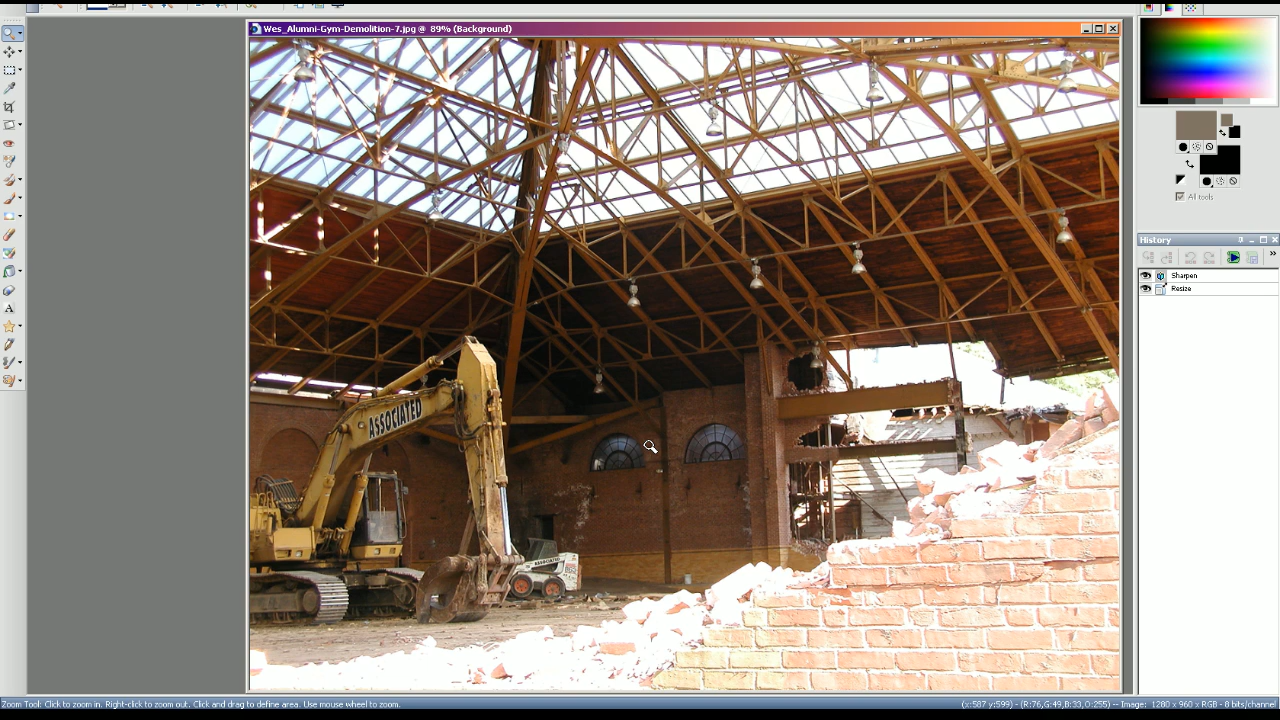 Wes_Alumni-Gym-Demolition-7.jpg @ 89% (Background)
All tools
History
Sharpen
Resize
ASSOCIATED
ASSOCIATED
Zoom Tool: Click to zoom in. Right-click to zoom out. Click and drag to define area. Use mouse wheel to zoom.
(x:587 y:599) -- (R:76,G:49,B:33,O:255) -- Image: 1280 x 960 x RGB - 8 bits/channel